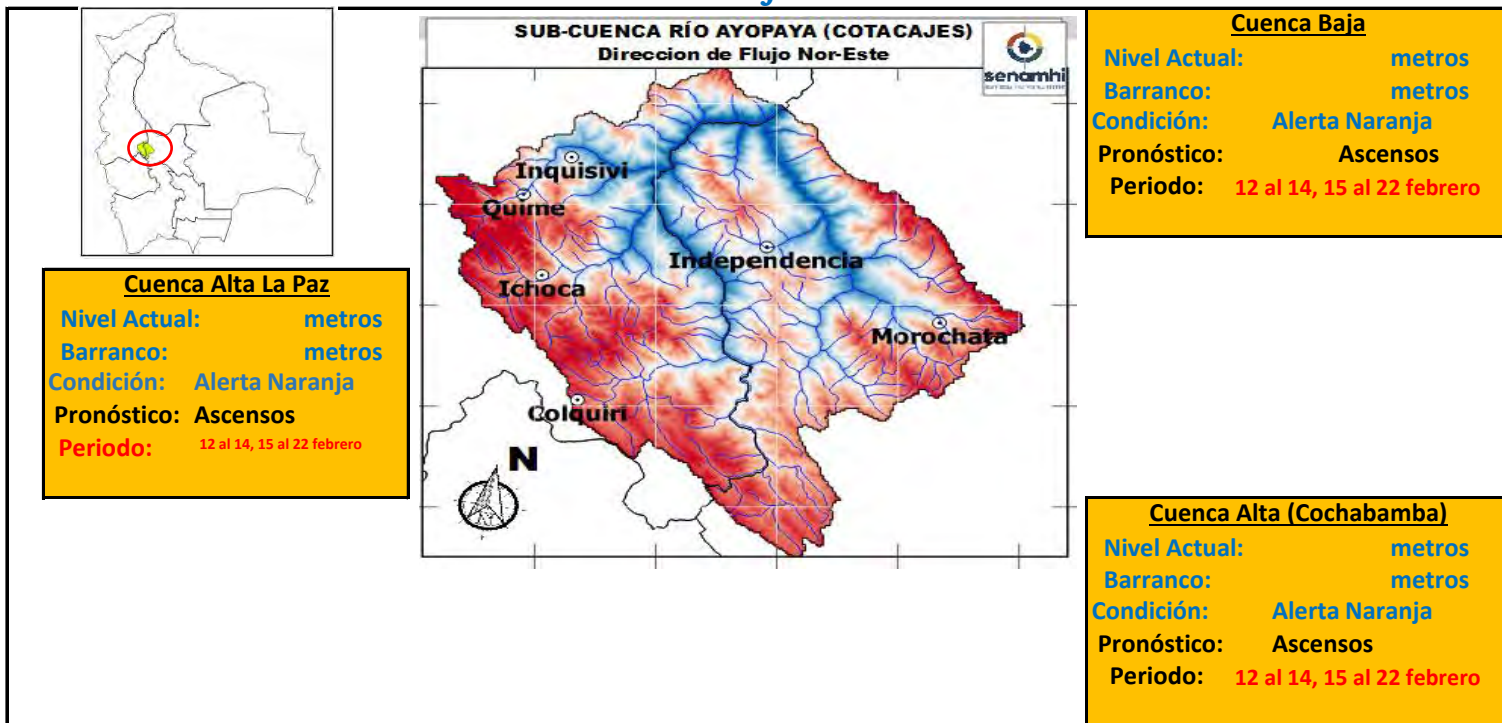 SUB-CUENCA RÍO AYOPAYA (COTACAJES)
Direccion de Flujo Nor-Este
senamhi
Inquisivi
Quime
Independencia
Ichoca
Morochata
Colquiri
N
Cuenca Baja
Nivel Actual: metros
Barranco: metros
Condición: Alerta Naranja
Pronóstico: Ascensos
Periodo: 12 al 14, 15 al 22 febrero
Cuenca Alta La Paz
Nivel Actual: metros
Barranco: metros
Condición: Alerta Naranja
Pronóstico: Ascensos
Periodo: 12 al 14, 15 al 22 febrero
Cuenca Alta (Cochabamba)
Nivel Actual: metros
Barranco: metros
Condición: Alerta Naranja
Pronóstico: Ascensos
Periodo: 12 al 14, 15 al 22 febrero